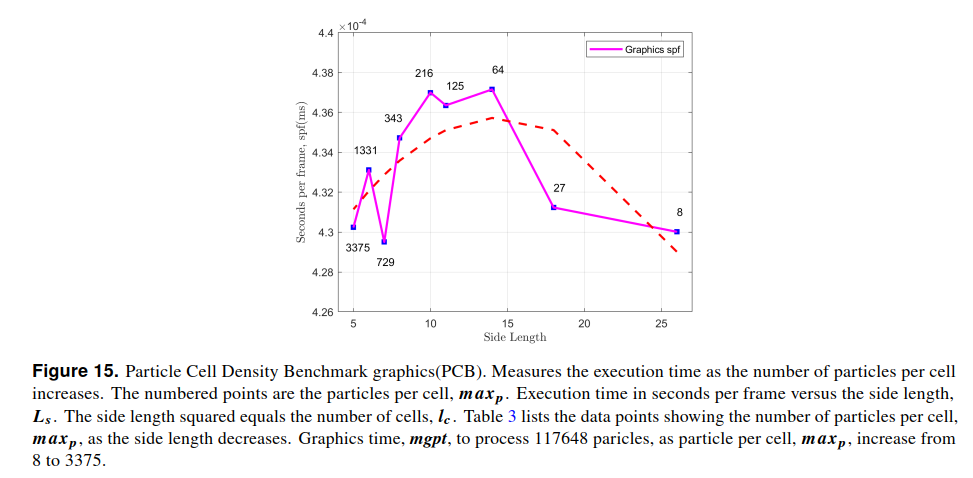 ×10⁻⁴
4.4
4.38
4.36
4.34
4.32
4.3
4.28
4.26
Seconds per frame, spf(ms)
Graphics spf
3375
1331
729
343
216
125
64
27
8
5
10
15
20
25
Side Length
Figure 15. Particle Cell Density Benchmark graphics(PCB). Measures the execution time as the number of particles per cell
increases. The numbered points are the particles per cell, maxₚ. Execution time in seconds per frame versus the side length,
Lₛ. The side length squared equals the number of cells, l_c. Table 3 lists the data points showing the number of particles per cell,
maxₚ, as the side length decreases. Graphics time, mgpt, to process 117648 paricles, as particle per cell, maxₚ, increase from
8 to 3375.